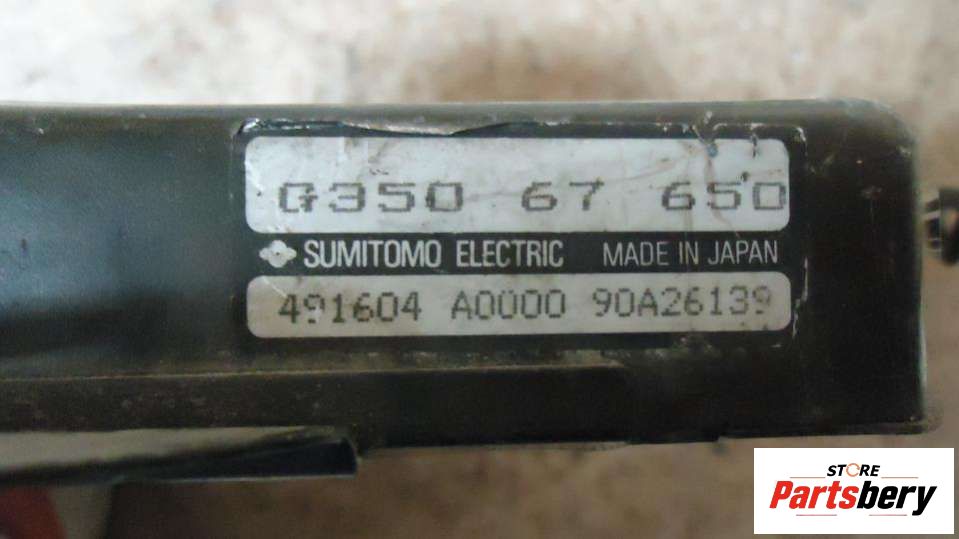 G350 67 650
SUMITOMO ELECTRIC MADE IN JAPAN
491604 A0000 90A26139
STORE
Partsbery